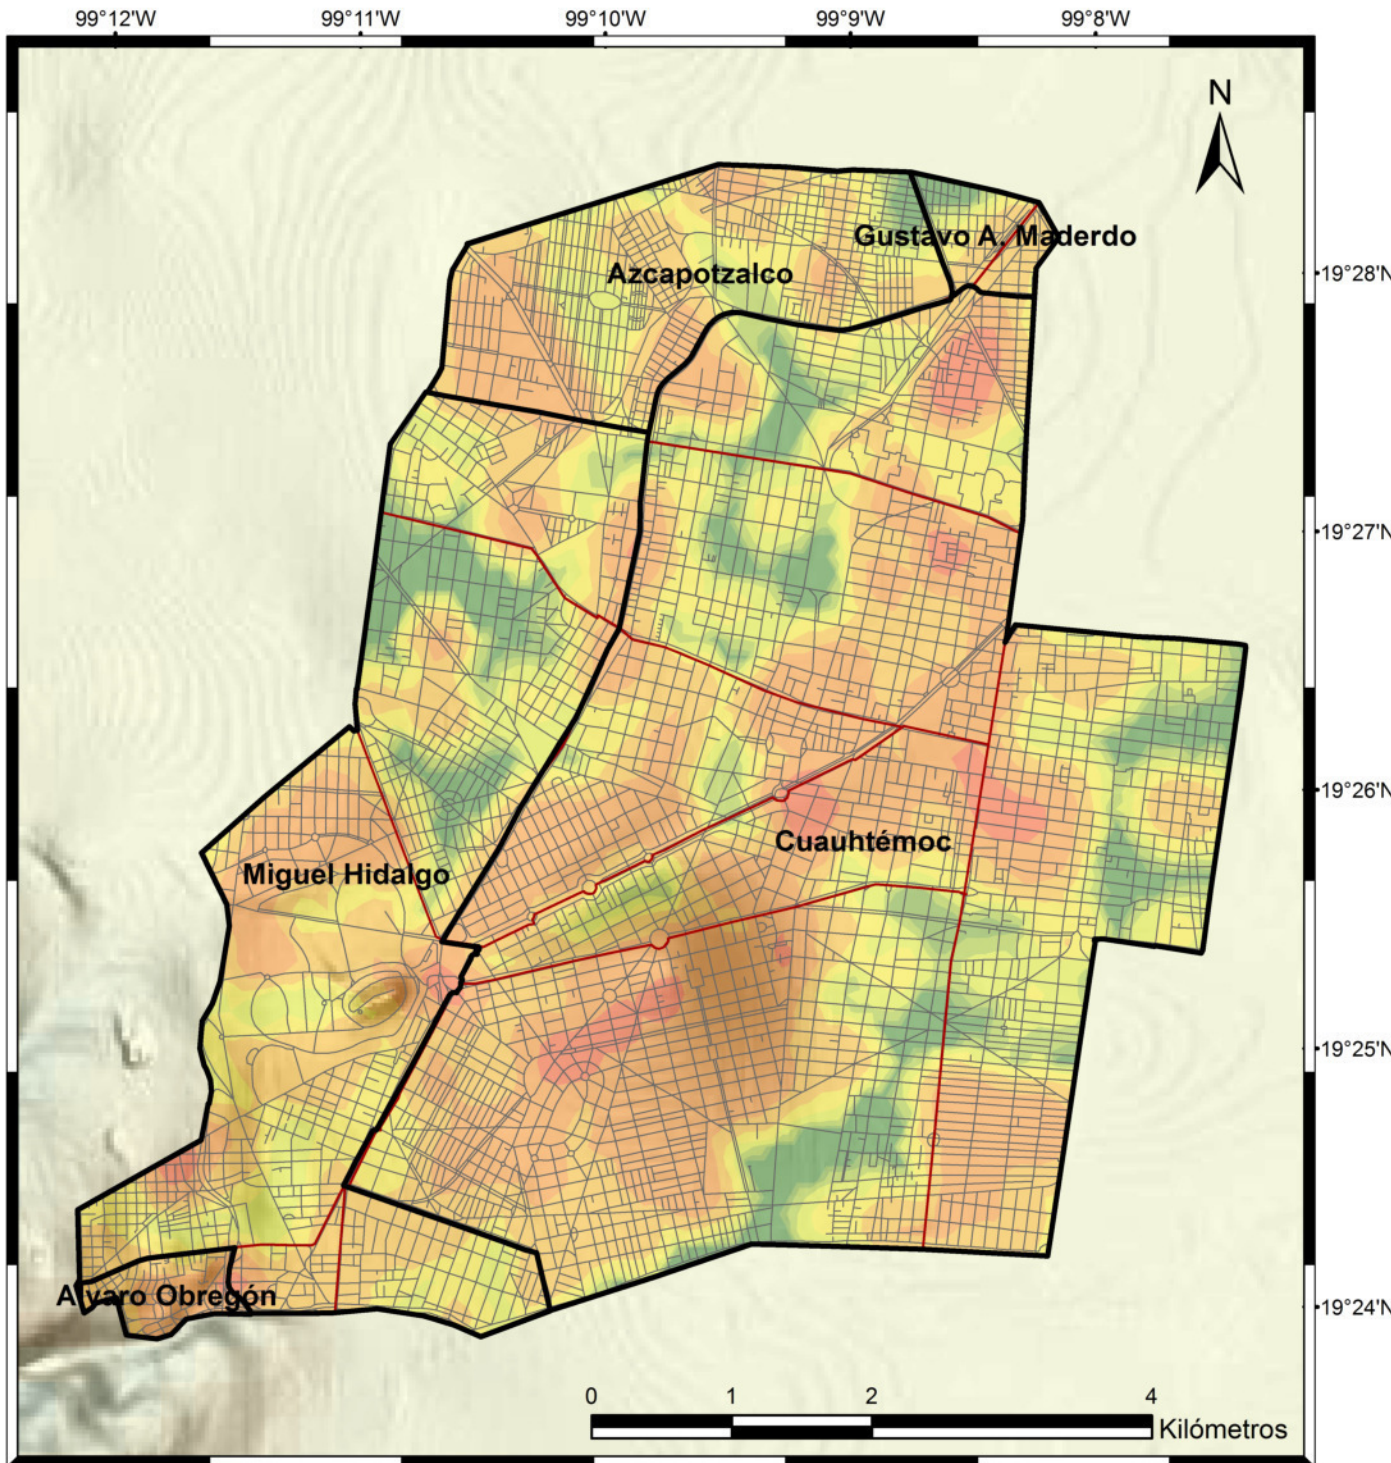 99°12'W 99°11'W 99°10'W 99°9'W 99°8'W
N
Gustavo A. Maderdo
Azcapotzalco
19°28'N
19°27'N
19°26'N
Cuauhtémoc
Miguel Hidalgo
19°25'N
Alvaro Obregón
19°24'N
0 1 2 4
Kilómetros